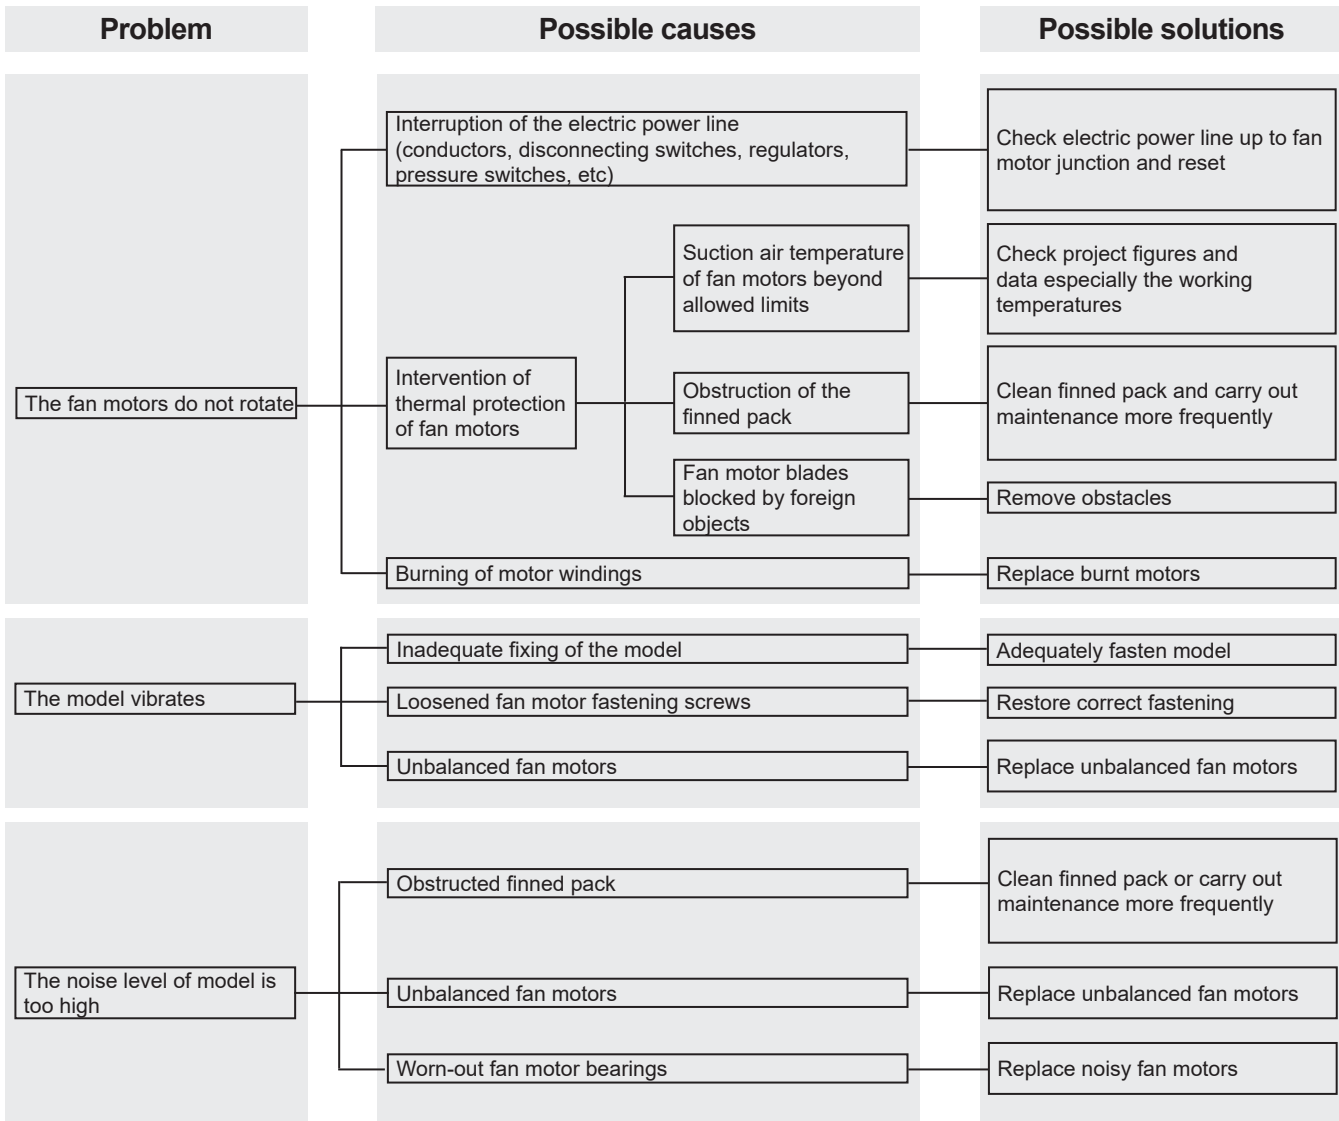 Problem
Possible causes
Possible solutions
The fan motors do not rotate
Interruption of the electric power line
(conductors, disconnecting switches, regulators,
pressure switches, etc)
Check electric power line up to fan
motor junction and reset
Intervention of
thermal protection
of fan motors
Suction air temperature
of fan motors beyond
allowed limits
Check project figures and
data especially the working
temperatures
Obstruction of the
finned pack
Clean finned pack and carry out
maintenance more frequently
Fan motor blades
blocked by foreign
objects
Remove obstacles
Burning of motor windings
Replace burnt motors
The model vibrates
Inadequate fixing of the model
Adequately fasten model
Loosened fan motor fastening screws
Restore correct fastening
Unbalanced fan motors
Replace unbalanced fan motors
The noise level of model is
too high
Obstructed finned pack
Clean finned pack or carry out
maintenance more frequently
Unbalanced fan motors
Replace unbalanced fan motors
Worn-out fan motor bearings
Replace noisy fan motors